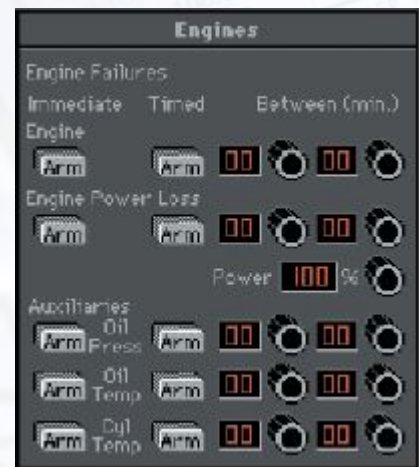 Engines
Engine Failures
Immediate Timed Between (min.)
Engine
Arm Arm 00 00
Engine Power Loss
Arm Arm 00 00
Power 100 %
Auxiliaries
Arm Oil Press Arm 00 00
Arm Oil Temp Arm 00 00
Arm Cyl Temp Arm 00 00